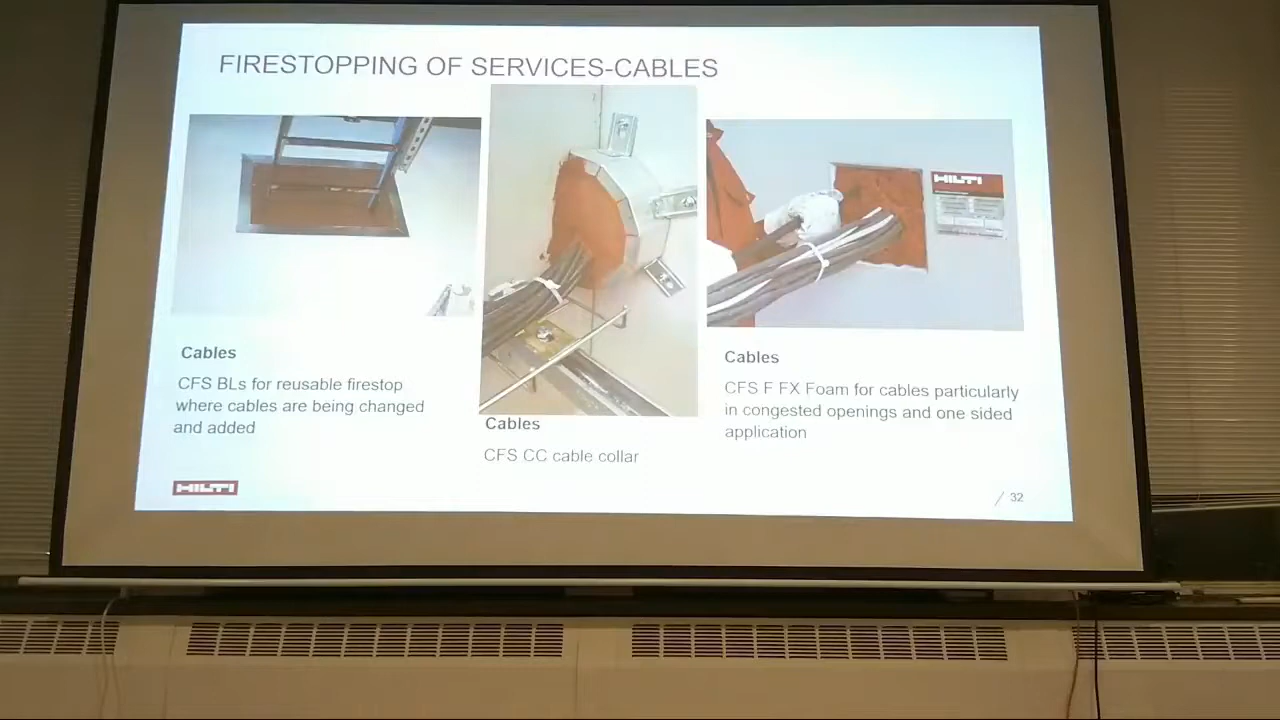 FIRESTOPPING OF SERVICES-CABLES
HILTI
Cables
CFS BLs for reusable firestop
where cables are being changed
and added
Cables
CFS CC cable collar
Cables
CFS F FX Foam for cables particularly
in congested openings and one sided
application
HILTI
/ 32